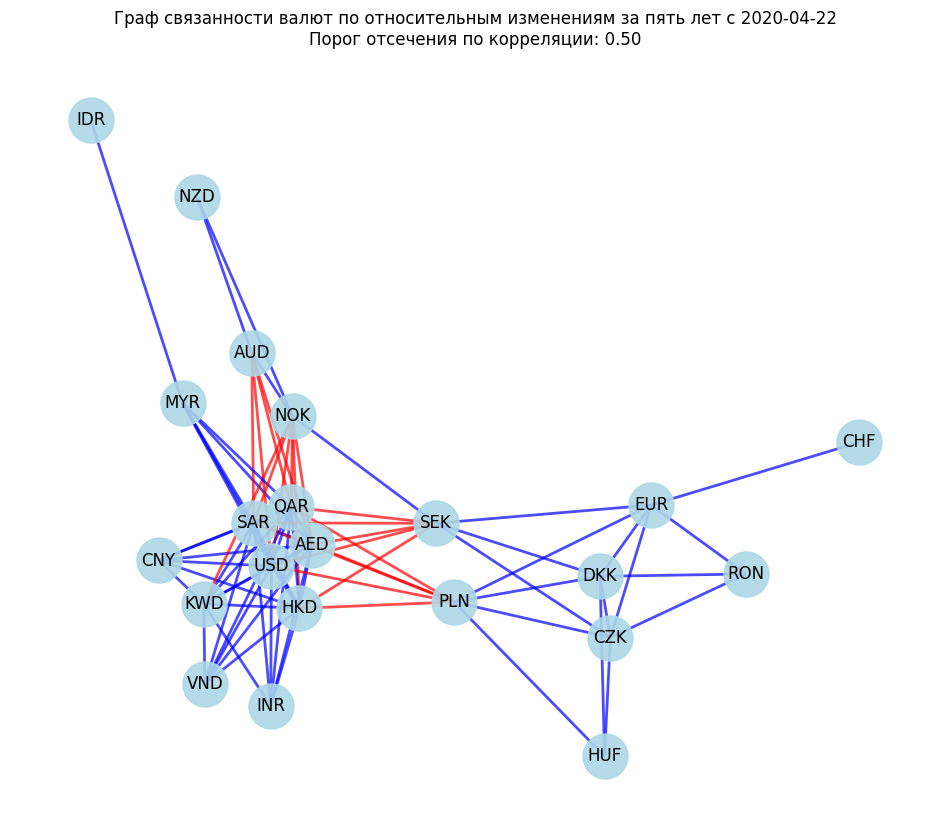 Граф связанности валют по относительным изменениям за пять лет с 2020-04-22
Порог отсечения по корреляции: 0.50
IDR
NZD
AUD
MYR
NOK
CHF
QAR
EUR
SAR
SEK
AED
CNY
USD
DKK
RON
KWD
HKD
PLN
CZK
VND
INR
HUF